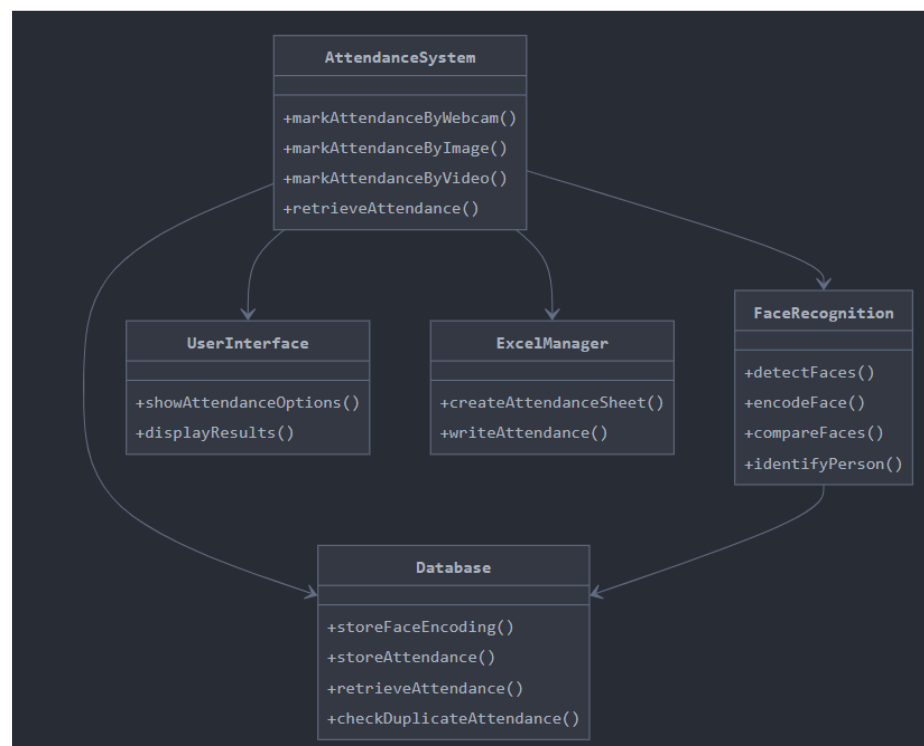 AttendanceSystem
+markAttendanceByWebcam()
+markAttendanceByImage()
+markAttendanceByVideo()
+retrieveAttendance()
UserInterface
+showAttendanceOptions()
+displayResults()
ExcelManager
+createAttendanceSheet()
+writeAttendance()
FaceRecognition
+detectFaces()
+encodeFace()
+compareFaces()
+identifyPerson()
Database
+storeFaceEncoding()
+storeAttendance()
+retrieveAttendance()
+checkDuplicateAttendance()